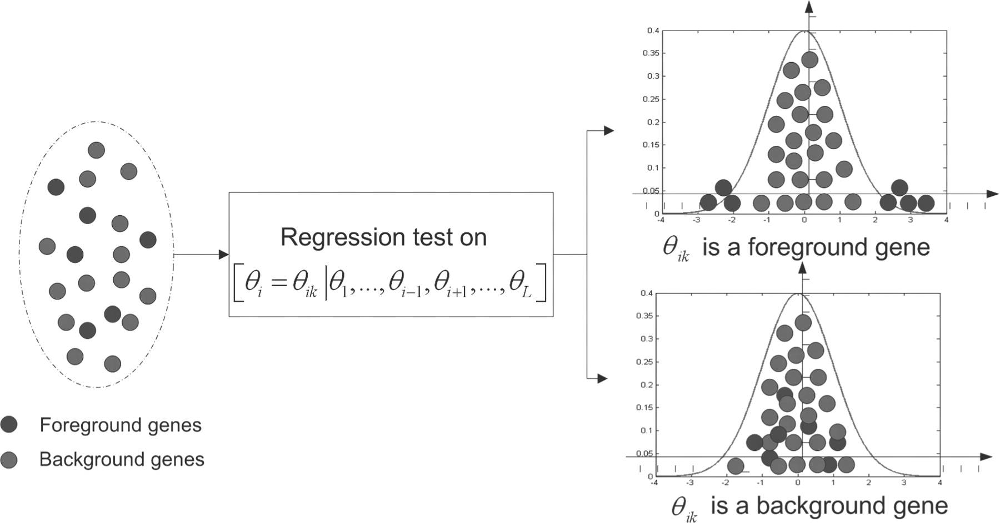 Foreground genes
Background genes
Regression test on
[θ_i = θ_ik | θ_1, ..., θ_i−1, θ_i+1, ..., θ_L]
0.4
0.35
0.3
0.25
0.2
0.15
0.1
0.05
0
-4 -3 -2 -1 0 1 2 3 4
θ_ik is a foreground gene
0.4
0.35
0.3
0.25
0.2
0.15
0.1
0.05
0
-4 -3 -2 -1 0 1 2 3 4
θ_ik is a background gene